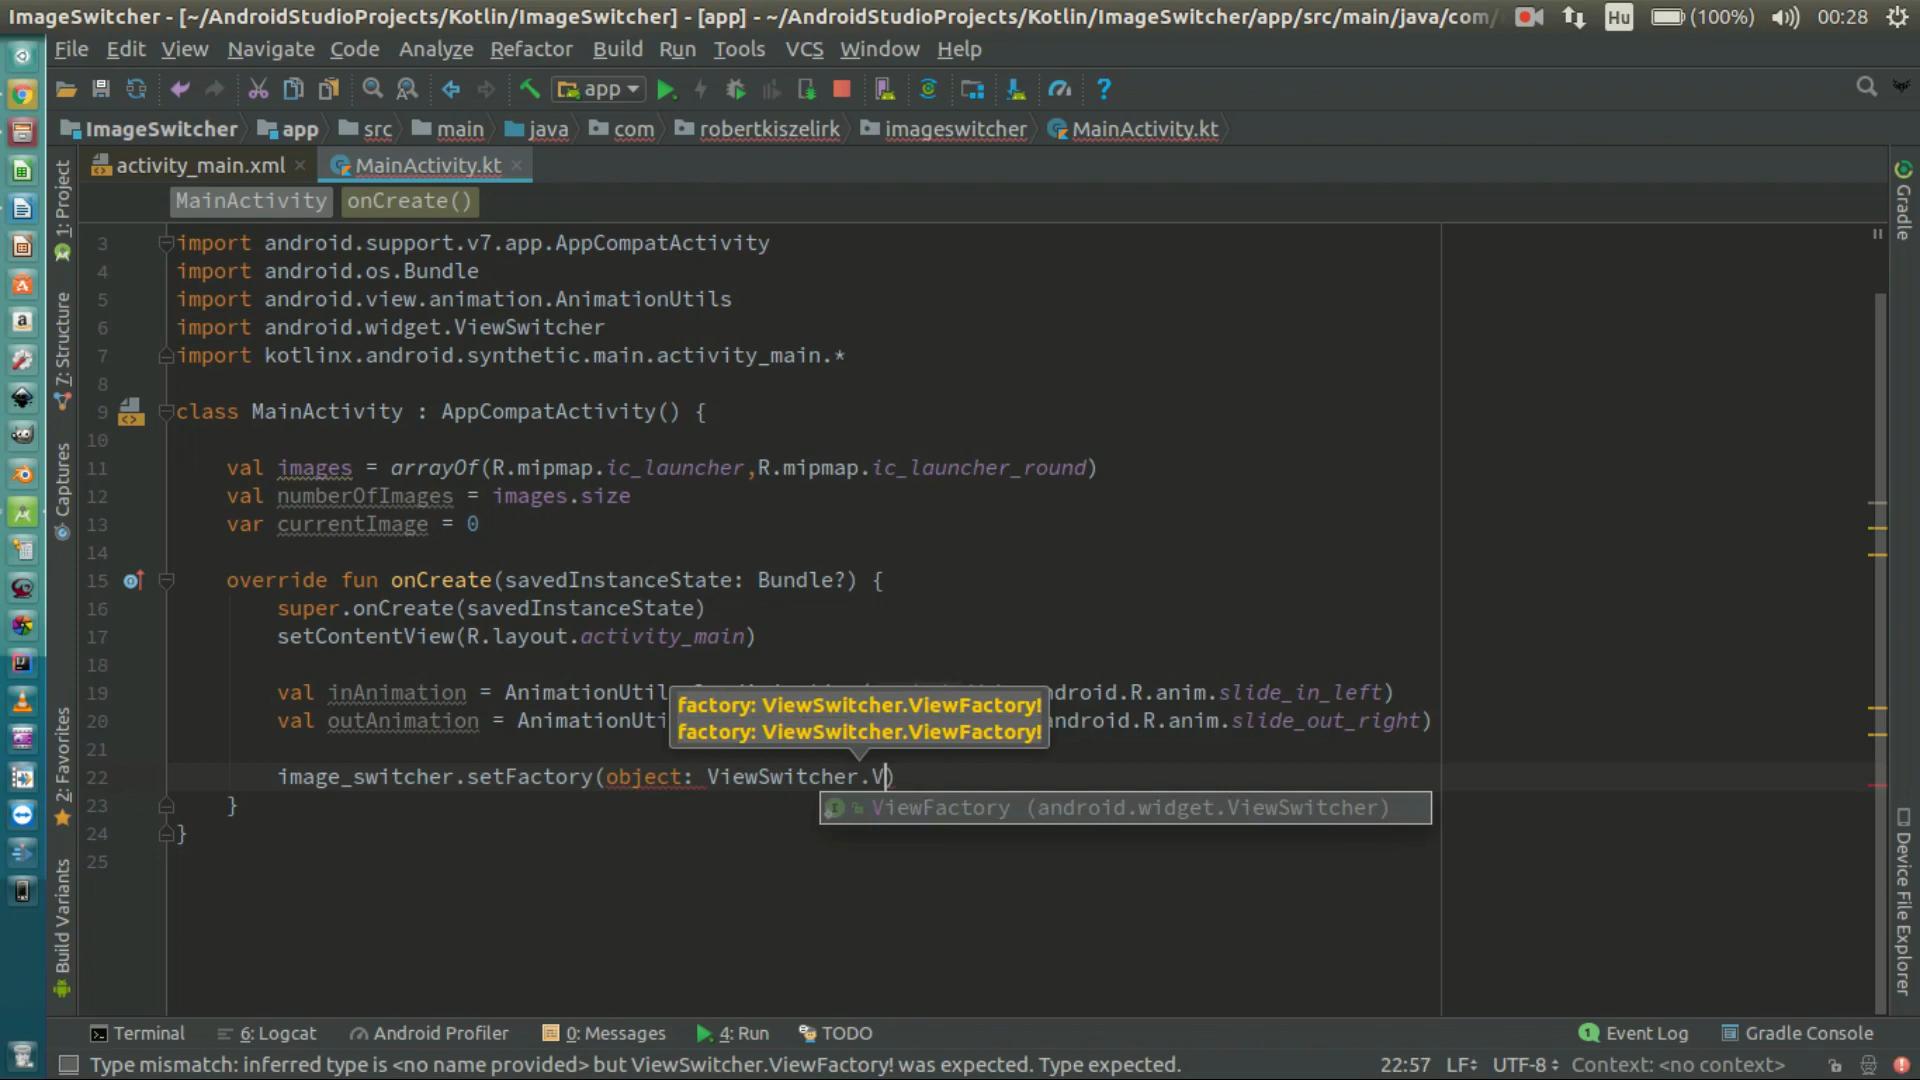 ImageSwitcher - [~/AndroidStudioProjects/Kotlin/ImageSwitcher] - [app] - ~/AndroidStudioProjects/Kotlin/ImageSwitcher/app/src/main/java/com/ Hu (100%) 00:28
File Edit View Navigate Code Analyze Refactor Build Run Tools VCS Window Help
app
ImageSwitcher app src main java com robertkiszelirk imageswitcher MainActivity.kt
activity_main.xml MainActivity.kt
MainActivity onCreate()
1: Project
7: Structure
Captures
2: Favorites
Build Variants
3 import android.support.v7.app.AppCompatActivity
4 import android.os.Bundle
5 import android.view.animation.AnimationUtils
6 import android.widget.ViewSwitcher
7 import kotlinx.android.synthetic.main.activity_main.*
8
9 class MainActivity : AppCompatActivity() {
10
11 val images = arrayOf(R.mipmap.ic_launcher,R.mipmap.ic_launcher_round)
12 val numberOfImages = images.size
13 var currentImage = 0
14
15 override fun onCreate(savedInstanceState: Bundle?) {
16 super.onCreate(savedInstanceState)
17 setContentView(R.layout.activity_main)
18
19 val inAnimation = AnimationUtil ndroid.R.anim.slide_in_left)
factory: ViewSwitcher.ViewFactory!
20 val outAnimation = AnimationUti ndroid.R.anim.slide_out_right)
factory: ViewSwitcher.ViewFactory!
21
22 image_switcher.setFactory(object: ViewSwitcher.V)
ViewFactory (android.widget.ViewSwitcher)
23 }
24 }
25
Gradle
Device File Explorer
Terminal 6: Logcat Android Profiler 0: Messages 4: Run TODO 1 Event Log Gradle Console
Type mismatch: inferred type is <no name provided> but ViewSwitcher.ViewFactory! was expected. Type expected. 22:57 LF UTF-8 Context: <no context>